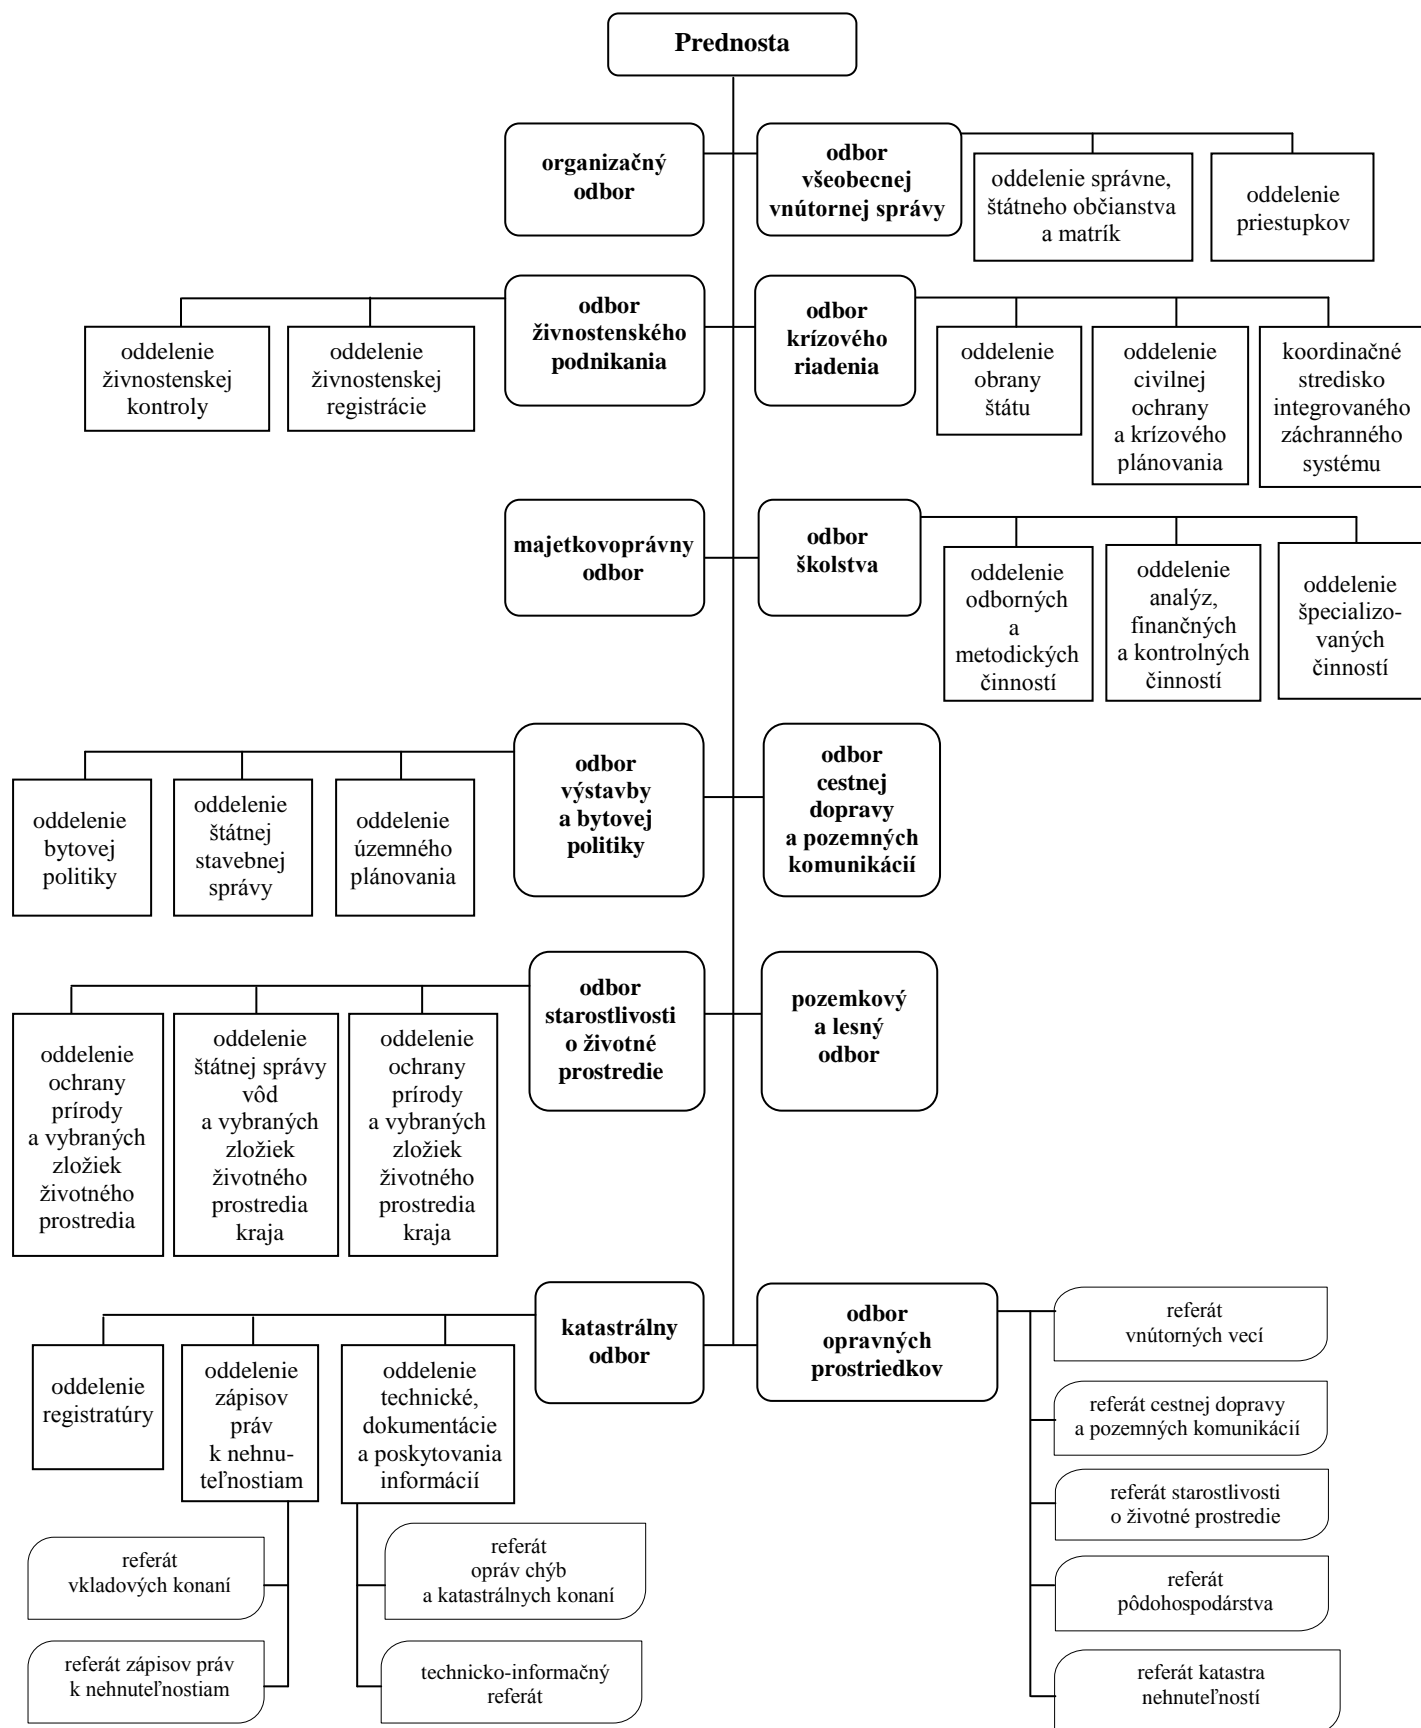 Prednosta
organizačný
odbor
odbor
všeobecnej
vnútornej správy
oddelenie správne,
štátneho občianstva
a matrík
oddelenie
priestupkov
oddelenie
živnostenskej
kontroly
oddelenie
živnostenskej
registrácie
odbor
živnostenského
podnikania
odbor
krízového
riadenia
oddelenie
obrany
štátu
oddelenie
civilnej
ochrany
a krízového
plánovania
koordinačné
stredisko
integrovaného
záchranného
systému
majetkovoprávny
odbor
odbor
školstva
oddelenie
odborných
a
metodických
činností
oddelenie
analýz,
finančných
a kontrolných
činností
oddelenie
špecializo-
vaných
činností
oddelenie
bytovej
politiky
oddelenie
štátnej
stavebnej
správy
oddelenie
územného
plánovania
odbor
výstavby
a bytovej
politiky
odbor
cestnej
dopravy
a pozemných
komunikácií
oddelenie
ochrany
prírody
a vybraných
zložiek
životného
prostredia
oddelenie
štátnej správy
vôd
a vybraných
zložiek
životného
prostredia
kraja
oddelenie
ochrany
prírody
a vybraných
zložiek
životného
prostredia
kraja
odbor
starostlivosti
o životné
prostredie
pozemkový
a lesný
odbor
oddelenie
registratúry
oddelenie
zápisov
práv
k nehnu-
teľnostiam
oddelenie
technické,
dokumentácie
a poskytovania
informácií
katastrálny
odbor
odbor
opravných
prostriedkov
referát
vnútorných vecí
referát cestnej dopravy
a pozemných komunikácií
referát starostlivosti
o životné prostredie
referát
pôdohospodárstva
referát katastra
nehnuteľností
referát
vkladových konaní
referát
opráv chýb
a katastrálnych konaní
referát zápisov práv
k nehnuteľnostiam
technicko-informačný
referát